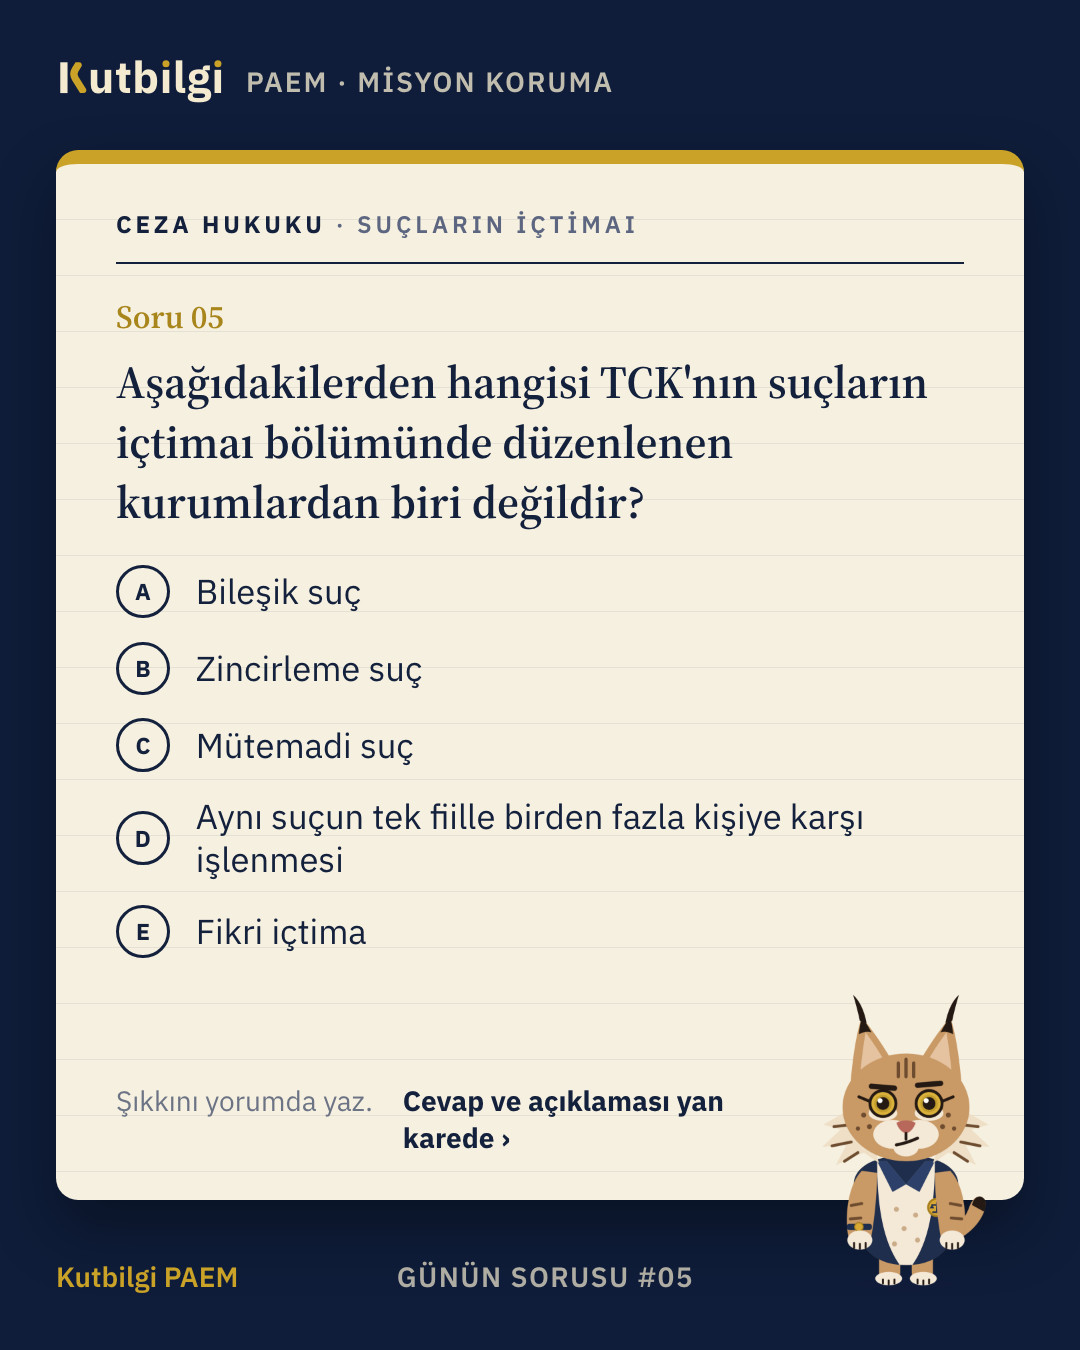 Kutbilgi PAEM · MİSYON KORUMA
CEZA HUKUKU · SUÇLARIN İÇTİMAI
Soru 05
Aşağıdakilerden hangisi TCK'nın suçların
içtimaı bölümünde düzenlenen
kurumlardan biri değildir?
A Bileşik suç
B Zincirleme suç
C Mütemadi suç
D Aynı suçun tek fiille birden fazla kişiye karşı
işlenmesi
E Fikri içtima
Şıkkını yorumda yaz. Cevap ve açıklaması yan
karede ›
Kutbilgi PAEM GÜNÜN SORUSU #05